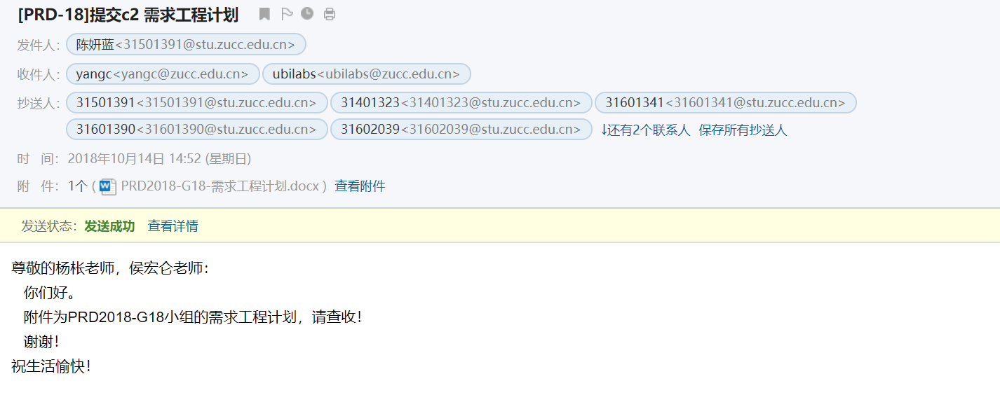 [PRD-18]提交c2 需求工程计划
发件人： 陈妍蓝<31501391@stu.zucc.edu.cn>
收件人： yangc<yangc@zucc.edu.cn> ubilabs<ubilabs@zucc.edu.cn>
抄送人： 31501391<31501391@stu.zucc.edu.cn> 31401323<31401323@stu.zucc.edu.cn> 31601341<31601341@stu.zucc.edu.cn>
31601390<31601390@stu.zucc.edu.cn> 31602039<31602039@stu.zucc.edu.cn> ↓还有2个联系人 保存所有抄送人
时 间： 2018年10月14日 14:52 (星期日)
附 件： 1个 ( PRD2018-G18-需求工程计划.docx ) 查看附件
发送状态： 发送成功 查看详情
尊敬的杨枨老师，侯宏仑老师：
你们好。
附件为PRD2018-G18小组的需求工程计划，请查收！
谢谢！
祝生活愉快！